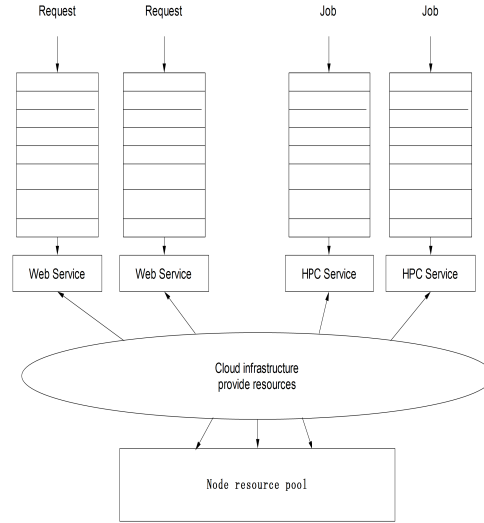 Request
Request
Job
Job
Web Service
Web Service
HPC Service
HPC Service
Cloud infrastructure
provide resources
Node resource pool